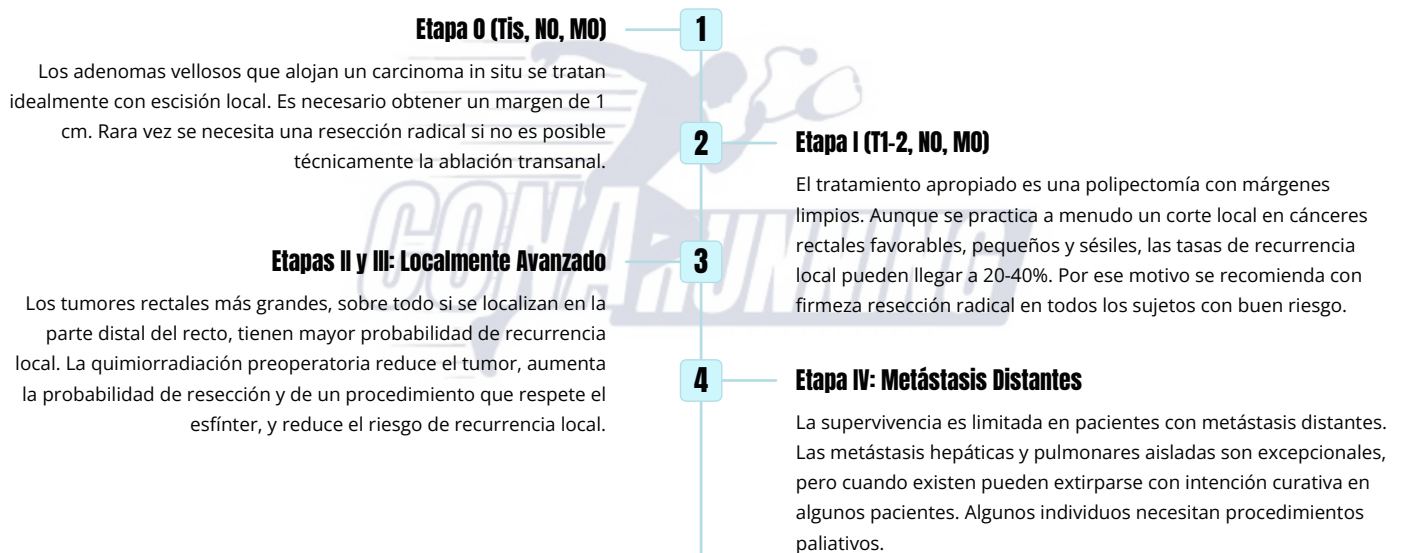 Etapa 0 (Tis, N0, M0)
1
Los adenomas vellosos que alojan un carcinoma in situ se tratan
idealmente con escisión local. Es necesario obtener un margen de 1
cm. Rara vez se necesita una resección radical si no es posible
técnicamente la ablación transanal.
2
Etapa I (T1-2, N0, M0)
El tratamiento apropiado es una polipectomía con márgenes
limpios. Aunque se practica a menudo un corte local en cánceres
rectales favorables, pequeños y sésiles, las tasas de recurrencia
local pueden llegar a 20-40%. Por ese motivo se recomienda con
firmeza resección radical en todos los sujetos con buen riesgo.
Etapas II y III: Localmente Avanzado
3
Los tumores rectales más grandes, sobre todo si se localizan en la
parte distal del recto, tienen mayor probabilidad de recurrencia
local. La quimiorradiación preoperatoria reduce el tumor, aumenta
la probabilidad de resección y de un procedimiento que respete el
esfínter, y reduce el riesgo de recurrencia local.
4
Etapa IV: Metástasis Distantes
La supervivencia es limitada en pacientes con metástasis distantes.
Las metástasis hepáticas y pulmonares aisladas son excepcionales,
pero cuando existen pueden extirparse con intención curativa en
algunos pacientes. Algunos individuos necesitan procedimientos
paliativos.
CONA RUNNING